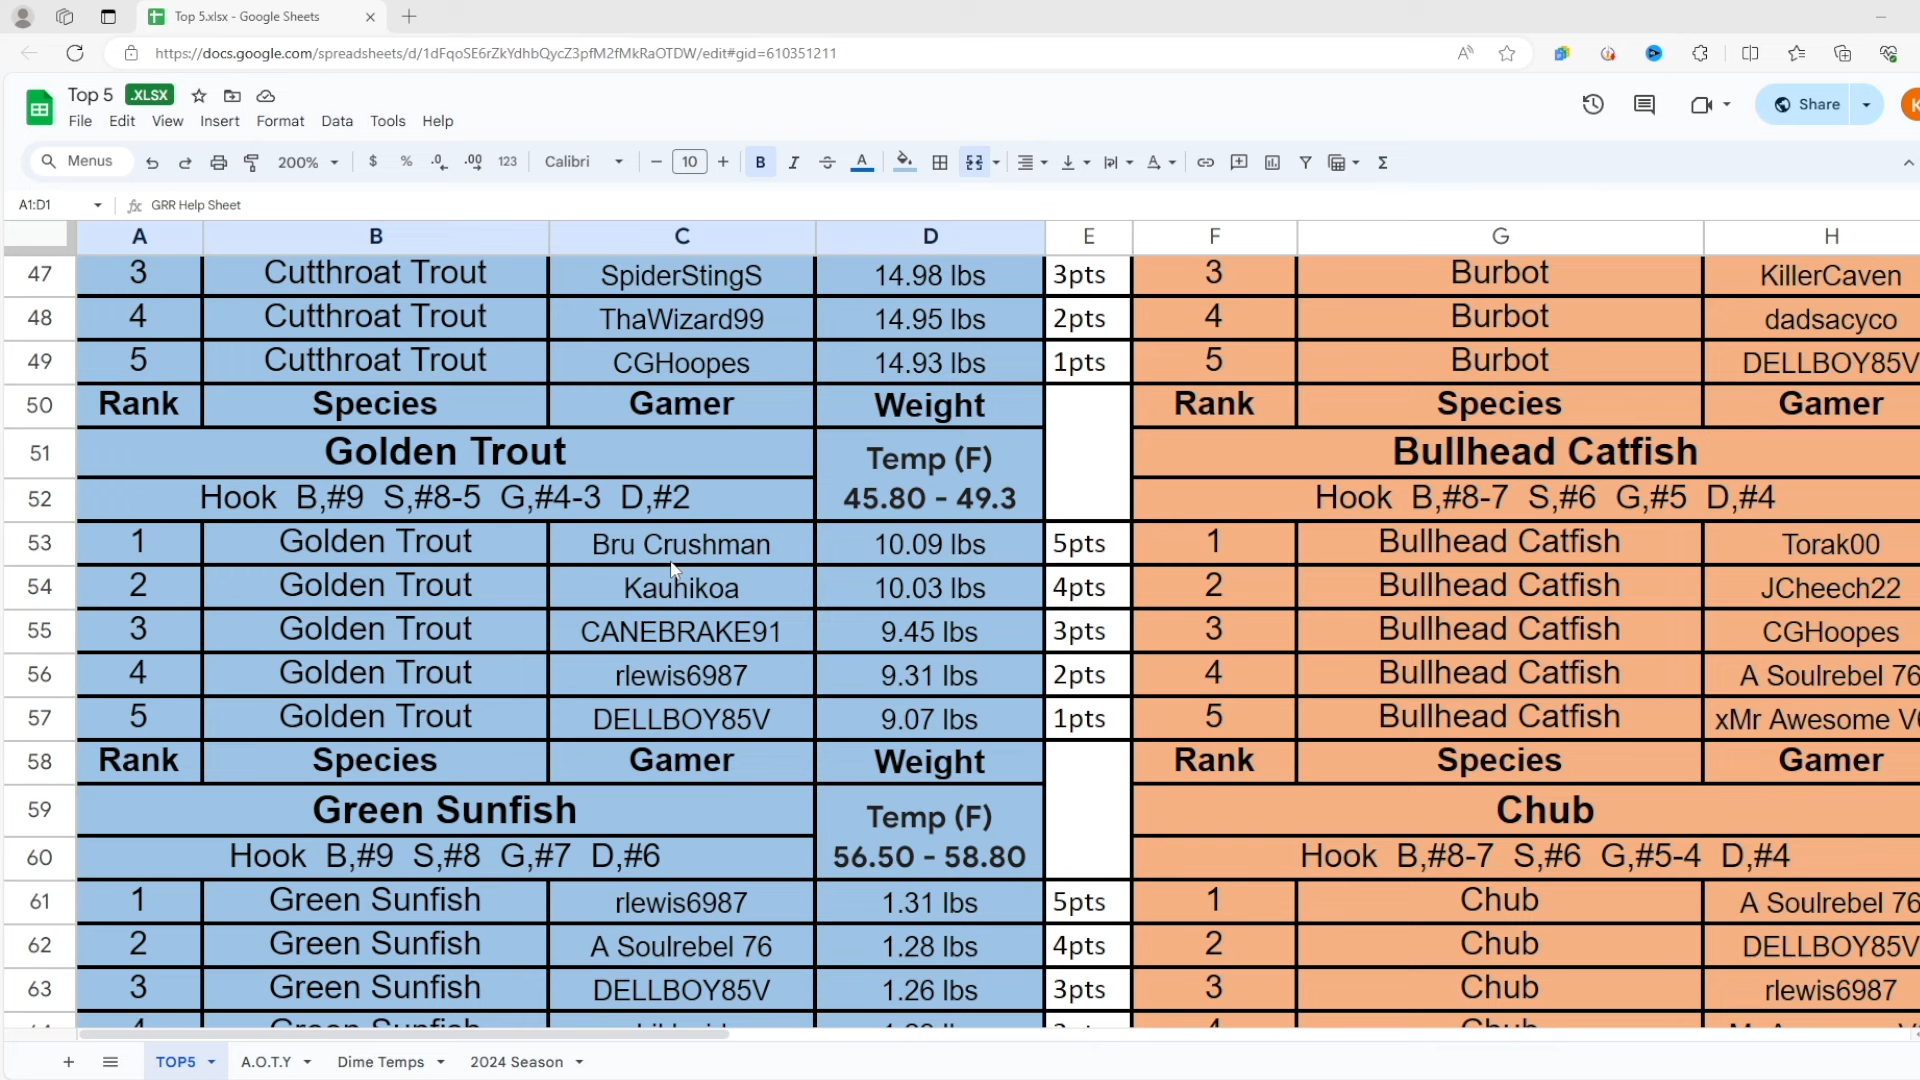 Top 5.xlsx - Google Sheets
https://docs.google.com/spreadsheets/d/1dFqoSE6rZkYdhbQycZ3pfM2fMkRaOTDW/edit#gid=610351211
Top 5 .XLSX
Share K
File Edit View Insert Format Data Tools Help
Menus 200% $ % .0 .00 123 Calibri 10 B I A Σ
A1:D1 fx GRR Help Sheet
A B C D E F G H
47 3 Cutthroat Trout SpiderStingS 14.98 lbs 3pts 3 Burbot KillerCaven
48 4 Cutthroat Trout ThaWizard99 14.95 lbs 2pts 4 Burbot dadsacyco
49 5 Cutthroat Trout CGHoopes 14.93 lbs 1pts 5 Burbot DELLBOY85V
50 Rank Species Gamer Weight Rank Species Gamer
51 Golden Trout Temp (F) Bullhead Catfish
52 Hook B,#9 S,#8-5 G,#4-3 D,#2 45.80 - 49.3 Hook B,#8-7 S,#6 G,#5 D,#4
53 1 Golden Trout Bru Crushman 10.09 lbs 5pts 1 Bullhead Catfish Torak00
54 2 Golden Trout Kauhikoa 10.03 lbs 4pts 2 Bullhead Catfish JCheech22
55 3 Golden Trout CANEBRAKE91 9.45 lbs 3pts 3 Bullhead Catfish CGHoopes
56 4 Golden Trout rlewis6987 9.31 lbs 2pts 4 Bullhead Catfish A Soulrebel 76
57 5 Golden Trout DELLBOY85V 9.07 lbs 1pts 5 Bullhead Catfish xMr Awesome
58 Rank Species Gamer Weight Rank Species Gamer
59 Green Sunfish Temp (F) Chub
60 Hook B,#9 S,#8 G,#7 D,#6 56.50 - 58.80 Hook B,#8-7 S,#6 G,#5-4 D,#4
61 1 Green Sunfish rlewis6987 1.31 lbs 5pts 1 Chub A Soulrebel 76
62 2 Green Sunfish A Soulrebel 76 1.28 lbs 4pts 2 Chub DELLBOY85V
63 3 Green Sunfish DELLBOY85V 1.26 lbs 3pts 3 Chub rlewis6987
TOP5 A.O.T.Y Dime Temps 2024 Season